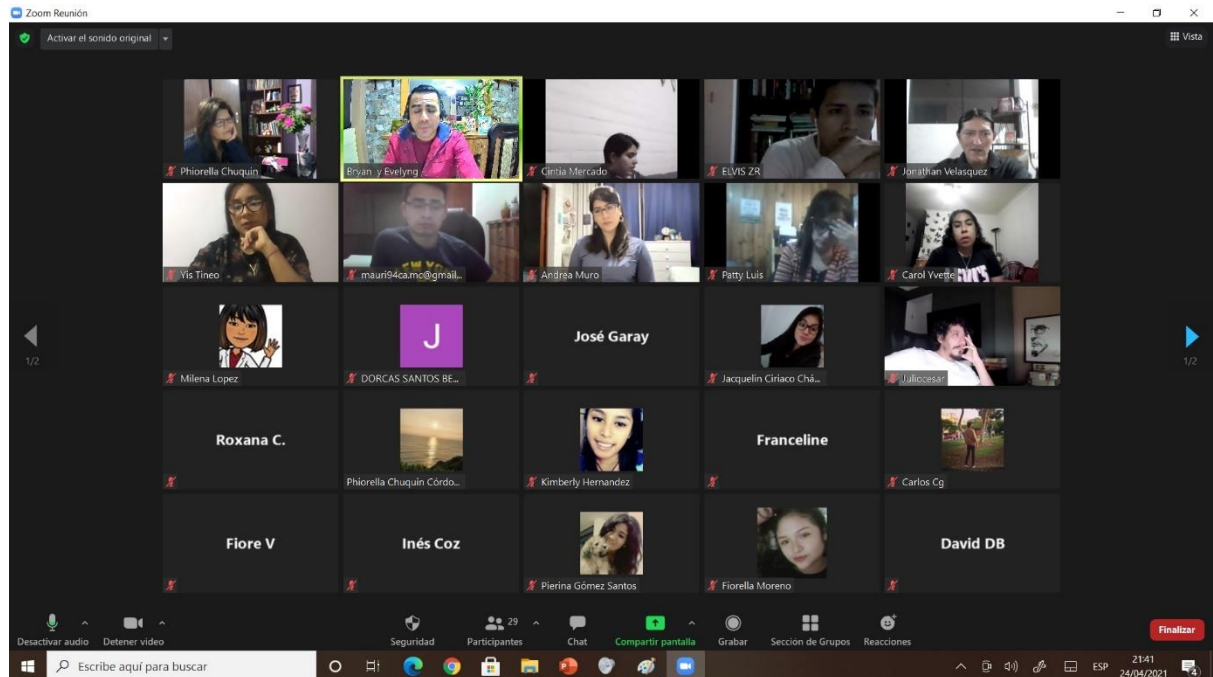 Zoom Reunión
Activar el sonido original
Vista
Phiorella Chuquin
Bryan y Evelyng
Cintia Mercado
ELVIS ZR
Jonathan Velasquez
Yis Tineo
mauri94ca.mc@gmail...
Andrea Muro
Patty Luis
Carol Yvette
Milena Lopez
J
DORCAS SANTOS BE...
José Garay
Jacquelin Ciriaco Chá...
Juliocesar
1/2
1/2
Roxana C.
Phiorella Chuquin Córdo...
Kimberly Hernandez
Franceline
Carlos Cg
Fiore V
Inés Coz
Pierina Gómez Santos
Fiorella Moreno
David DB
Desactivar audio
Detener video
Seguridad
29
Participantes
Chat
Compartir pantalla
Grabar
Sección de Grupos
Reacciones
Finalizar
Escribe aquí para buscar
ESP
21:41
24/04/2021
4